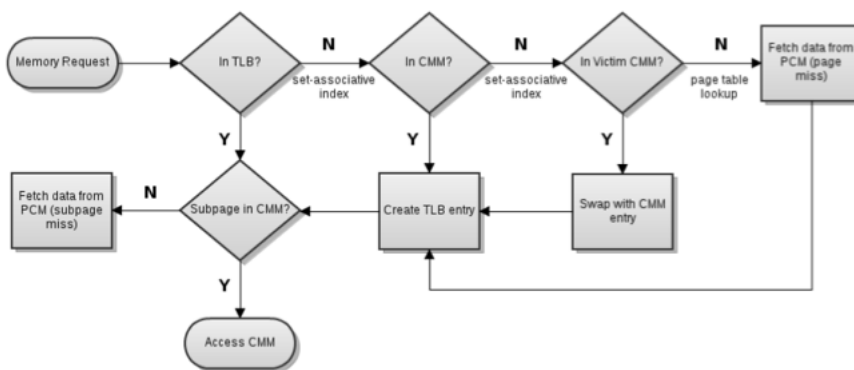 Memory Request
In TLB?
N
set-associative
index
In CMM?
N
set-associative
index
In Victim CMM?
N
page table
lookup
Fetch data from
PCM (page
miss)
Y
Y
Y
Fetch data from
PCM (subpage
miss)
N
Subpage in CMM?
Create TLB entry
Swap with CMM
entry
Y
Access CMM